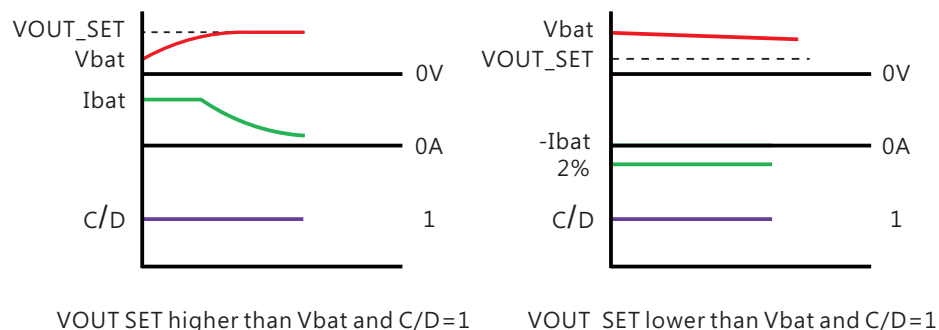 VOUT_SET
Vbat
0V
Ibat
0A
C/D
1
VOUT SET higher than Vbat and C/D=1
Vbat
VOUT_SET
0V
-Ibat
0A
2%
C/D
1
VOUT SET lower than Vbat and C/D=1